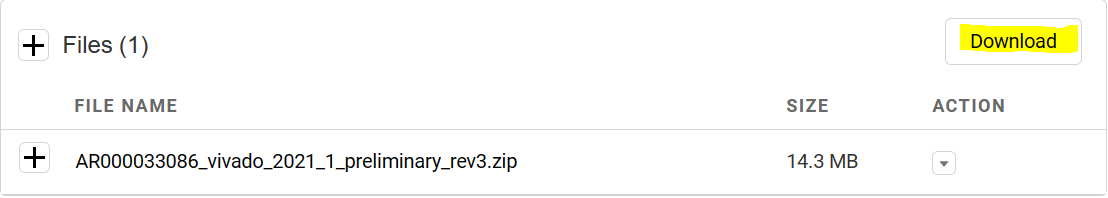 Files (1)
Download
FILE NAME SIZE ACTION
AR000033086_vivado_2021_1_preliminary_rev3.zip 14.3 MB